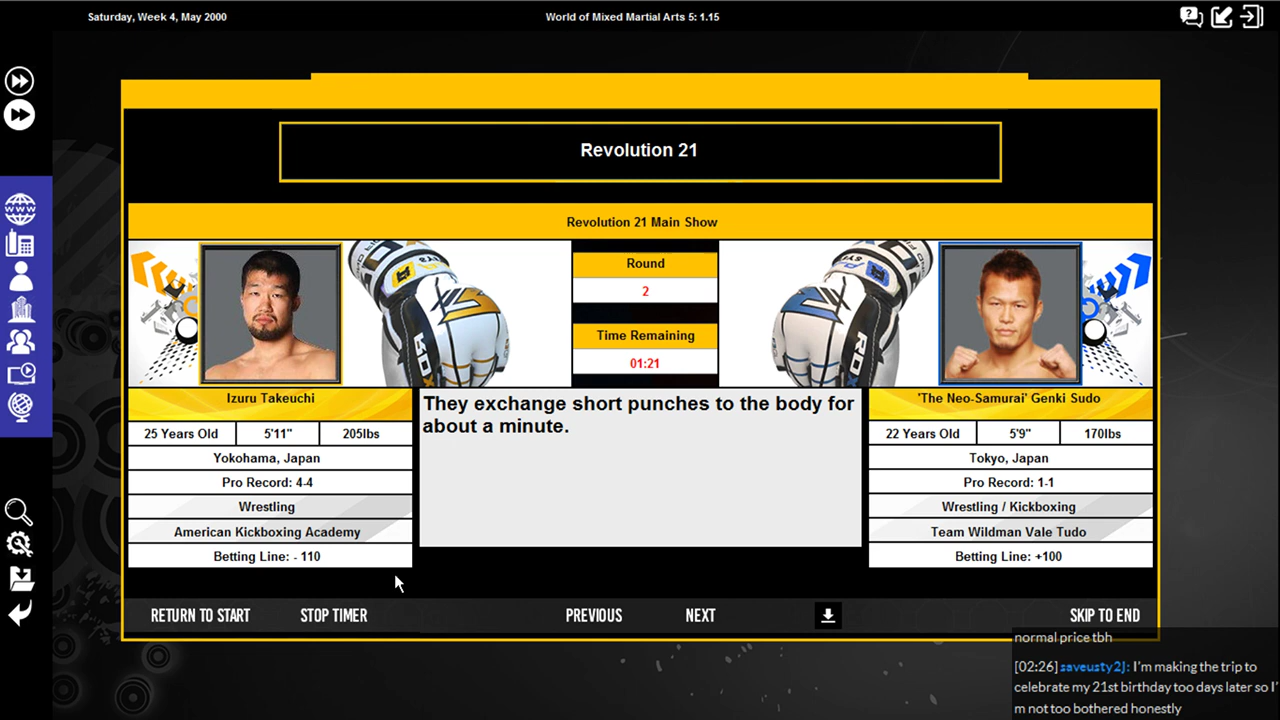 Saturday, Week 4, May 2000
World of Mixed Martial Arts 5: 1.15
Revolution 21
Revolution 21 Main Show
Round
2
Time Remaining
01:21
Izuru Takeuchi
25 Years Old
5'11"
205lbs
Yokohama, Japan
Pro Record: 4-4
Wrestling
American Kickboxing Academy
Betting Line: - 110
They exchange short punches to the body for
about a minute.
'The Neo-Samurai' Genki Sudo
22 Years Old
5'9"
170lbs
Tokyo, Japan
Pro Record: 1-1
Wrestling / Kickboxing
Team Wildman Vale Tudo
Betting Line: +100
RETURN TO START
STOP TIMER
PREVIOUS
NEXT
SKIP TO END
normal price tbh
[02:26] saveusty2J: I'm making the trip to
celebrate my 21st birthday too days later so I'
m not too bothered honestly